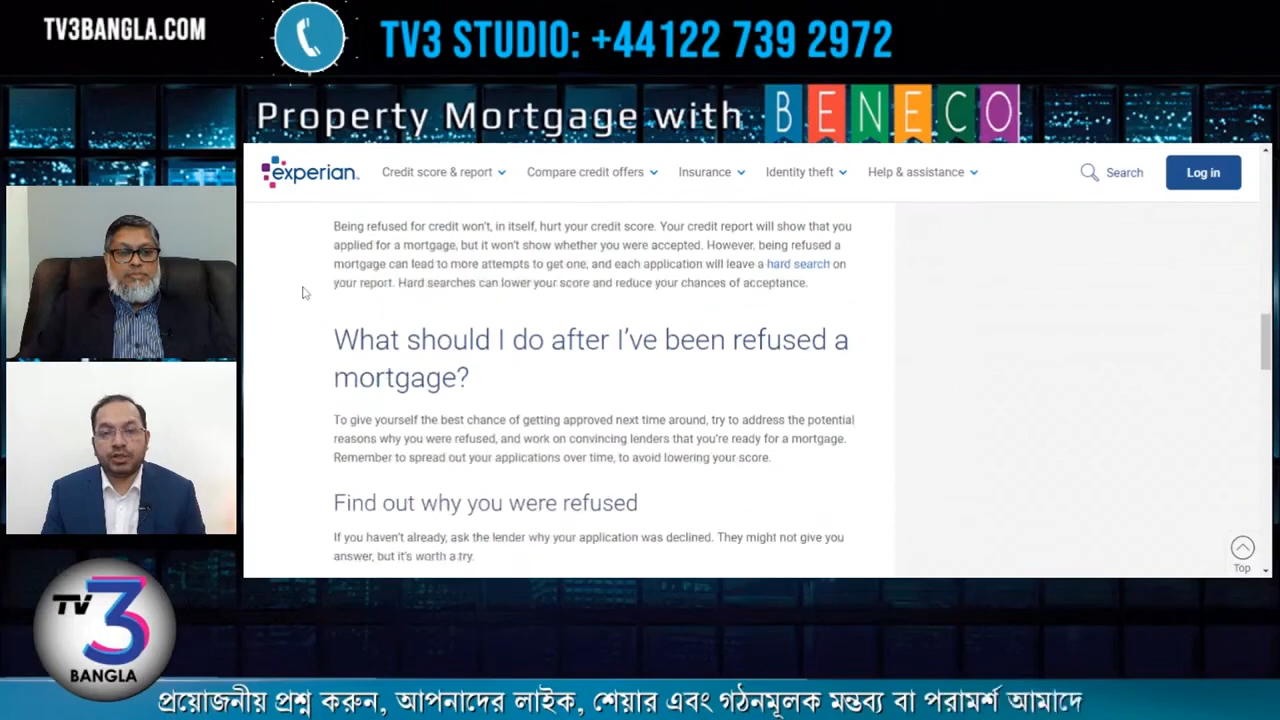 TV3BANGLA.COM
TV3 STUDIO: +44122 739 2972
Property Mortgage with BENECO
experian.
Credit score & report
Compare credit offers
Insurance
Identity theft
Help & assistance
Search
Log in
Being refused for credit won't, in itself, hurt your credit score. Your credit report will show that you
applied for a mortgage, but it won't show whether you were accepted. However, being refused a
mortgage can lead to more attempts to get one, and each application will leave a hard search on
your report. Hard searches can lower your score and reduce your chances of acceptance.
What should I do after I've been refused a
mortgage?
To give yourself the best chance of getting approved next time around, try to address the potential
reasons why you were refused, and work on convincing lenders that you're ready for a mortgage.
Remember to spread out your applications over time, to avoid lowering your score.
Find out why you were refused
If you haven't already, ask the lender why your application was declined. They might not give you
answer, but it's worth a try.
Top
TV3
BANGLA
প্রয়োজনীয় প্রশ্ন করুন, আপনাদের লাইক, শেয়ার এবং গঠনমূলক মন্তব্য বা পরামর্শ আমাদে